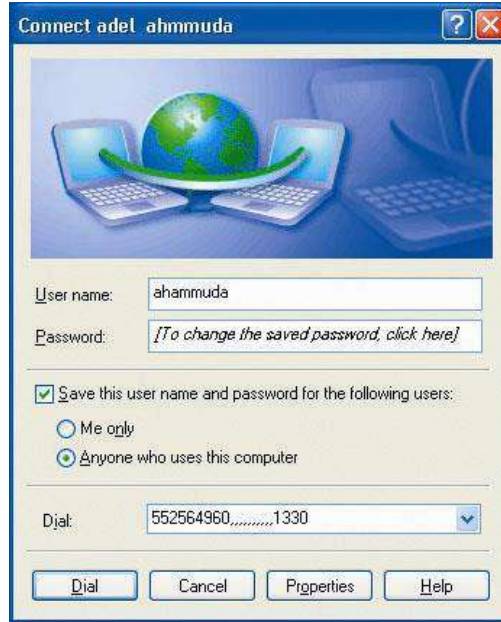 Connect adel ahmmuda
User name: ahammuda
Password: [To change the saved password, click here]
Save this user name and password for the following users:
Me only
Anyone who uses this computer
Dial: 552564960,,,,,,,,,,1330
Dial Cancel Properties Help